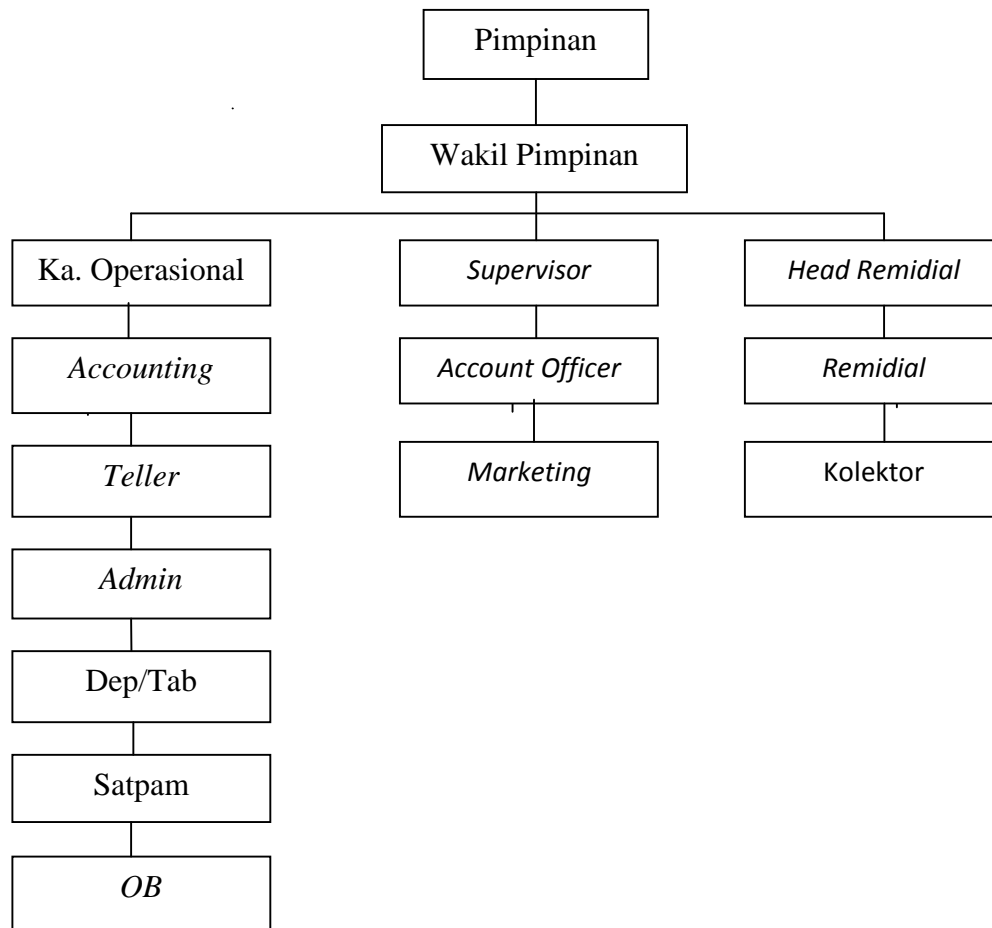 Pimpinan
Wakil Pimpinan
Ka. Operasional
Supervisor
Head Remidial
Accounting
Account Officer
Remidial
Teller
Marketing
Kolektor
Admin
Dep/Tab
Satpam
OB